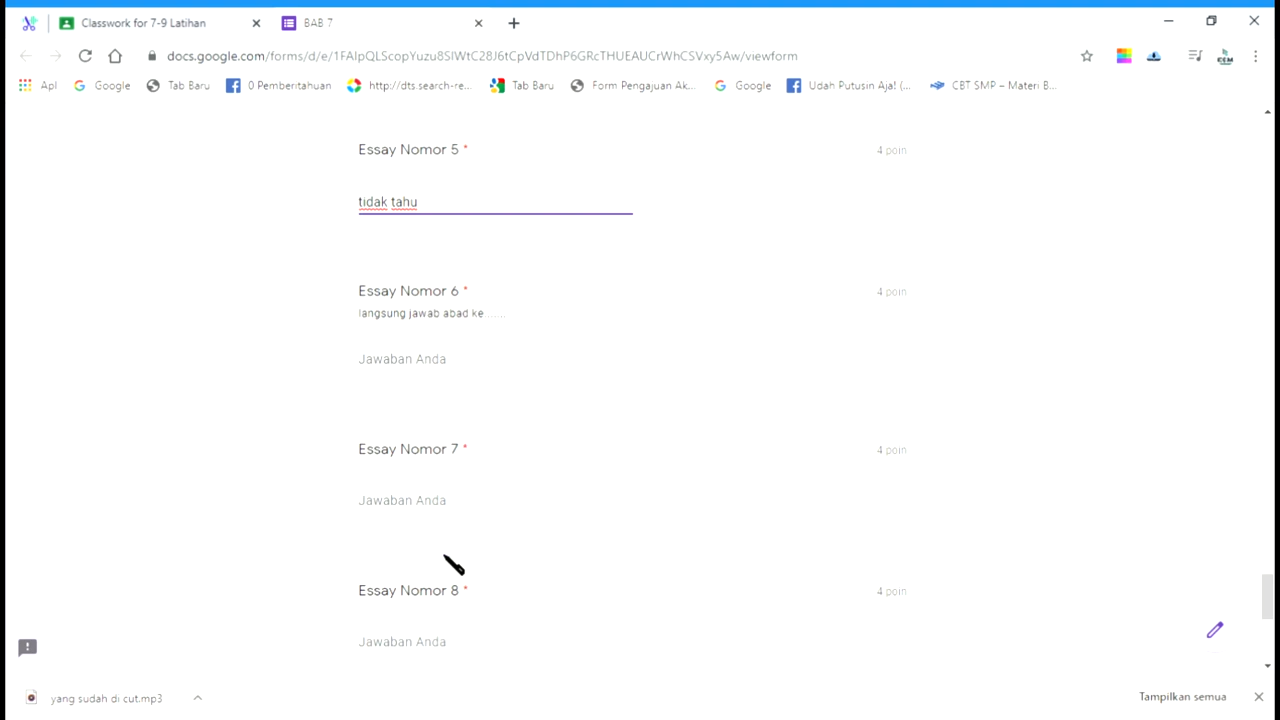 Classwork for 7-9 Latihan
BAB 7
docs.google.com/forms/d/e/1FAIpQLScopYuzu8SIWtC28J6tCpVdTDhP6GRcTHUEAUCrWhCSVxy5Aw/viewform
Apl Google Tab Baru 0 Pemberitahuan http://dts.search-re... Tab Baru Form Pengajuan Ak... Google Udah Putusin Aja! (... CBT SMP – Materi B...
Essay Nomor 5 * 4 poin
tidak tahu
Essay Nomor 6 * 4 poin
langsung jawab abad ke......
Jawaban Anda
Essay Nomor 7 * 4 poin
Jawaban Anda
Essay Nomor 8 * 4 poin
Jawaban Anda
yang sudah di cut.mp3 Tampilkan semua